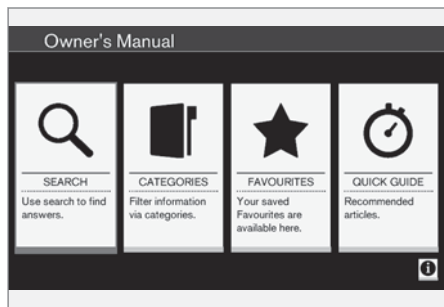 Owner's Manual
SEARCH
Use search to find
answers.
CATEGORIES
Filter information
via categories.
FAVOURITES
Your saved
Favourites are
available here.
QUICK GUIDE
Recommended
articles.